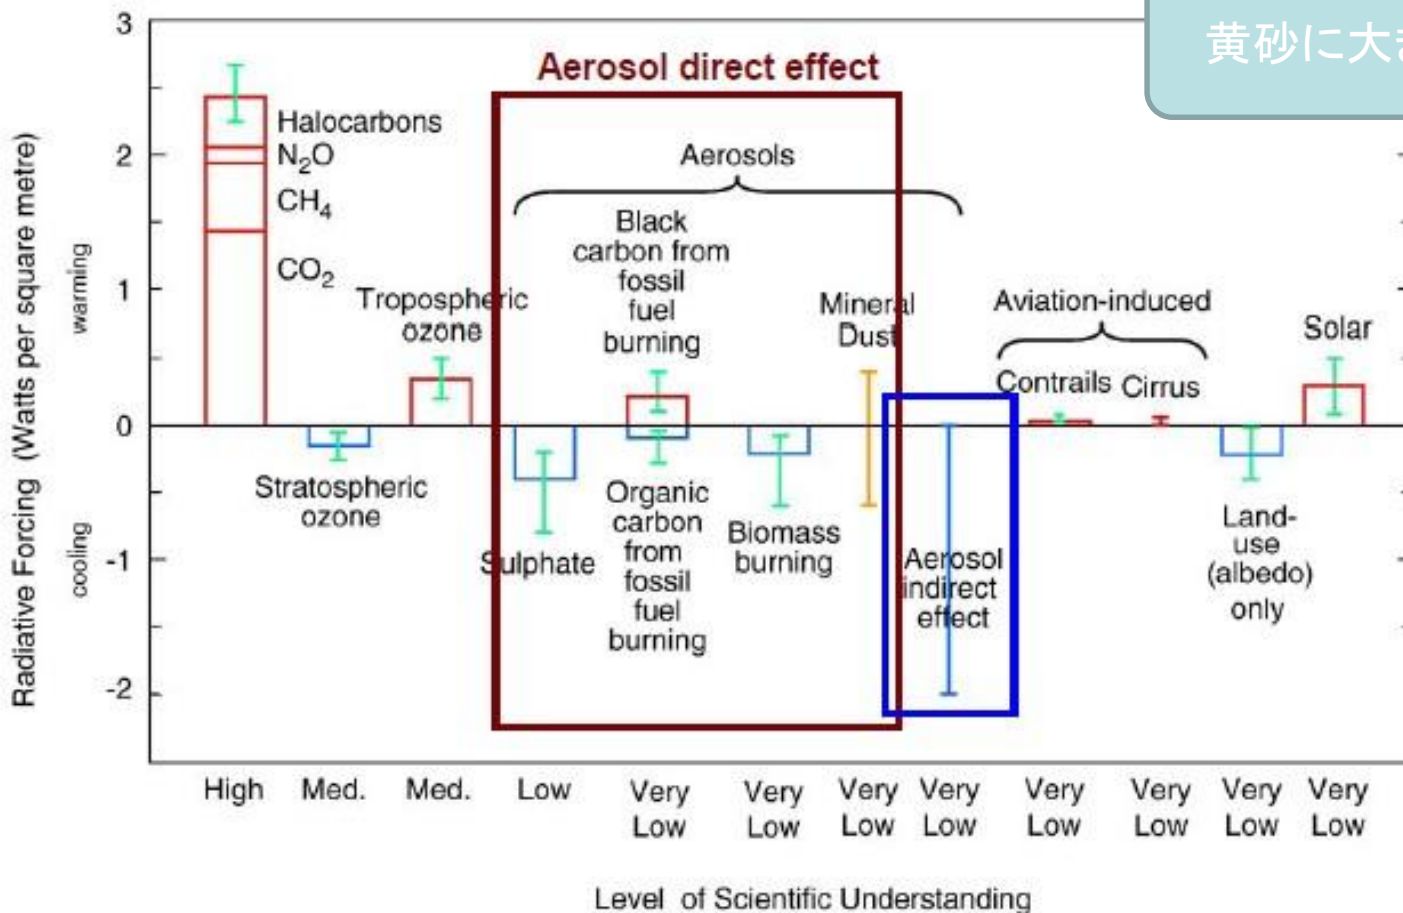 黄砂に大
Aerosol direct effect
3
2
1
0
-1
-2
Radiative Forcing (Watts per square metre)
warming
cooling
Halocarbons
N₂O
CH₄
CO₂
Stratospheric
ozone
Tropospheric
ozone
Aerosols
Sulphate
Black
carbon from
fossil
fuel
burning
Organic
carbon
from
fossil
fuel
burning
Biomass
burning
Mineral
Dust
Aerosol
indirect
effect
Aviation-induced
Contrails Cirrus
Land-
use
(albedo)
only
Solar
High Med. Med. Low Very Very Very Very Very Very Very Very
Low Low Low Low Low Low Low Low
Level of Scientific Understanding